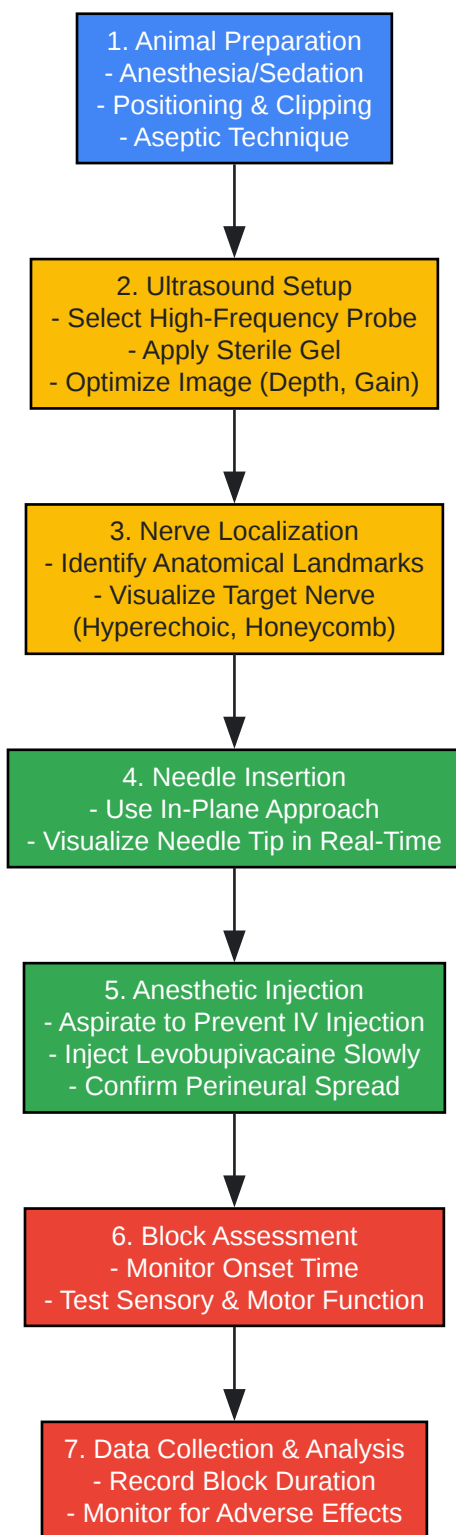 1. Animal Preparation
- Anesthesia/Sedation
- Positioning & Clipping
- Aseptic Technique
2. Ultrasound Setup
- Select High-Frequency Probe
- Apply Sterile Gel
- Optimize Image (Depth, Gain)
3. Nerve Localization
- Identify Anatomical Landmarks
- Visualize Target Nerve
(Hyperechoic, Honeycomb)
4. Needle Insertion
- Use In-Plane Approach
- Visualize Needle Tip in Real-Time
5. Anesthetic Injection
- Aspirate to Prevent IV Injection
- Inject Levobupivacaine Slowly
- Confirm Perineural Spread
6. Block Assessment
- Monitor Onset Time
- Test Sensory & Motor Function
7. Data Collection & Analysis
- Record Block Duration
- Monitor for Adverse Effects